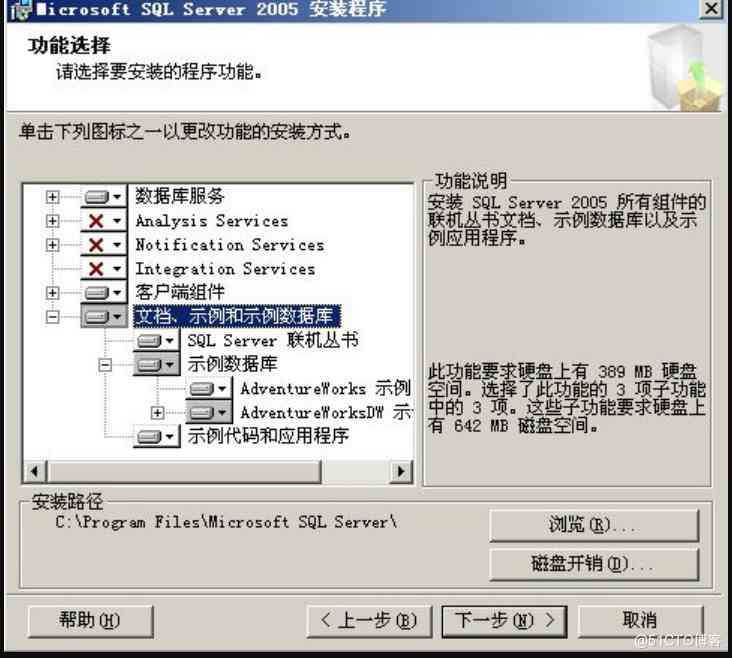 Microsoft SQL Server 2005 安装程序
功能选择
请选择要安装的程序功能。
单击下列图标之一以更改功能的安装方式。
数据库服务
Analysis Services
Notification Services
Integration Services
客户端组件
文档、示例和示例数据库
SQL Server 联机丛书
示例数据库
AdventureWorks 示例
AdventureWorksDW 示
示例代码和应用程序
功能说明
安装 SQL Server 2005 所有组件的
联机丛书文档、示例数据库以及示
例应用程序。
此功能要求硬盘上有 389 MB 硬盘
空间。选择了此功能的 3 项子功能
中的 3 项。这些子功能要求硬盘上
有 642 MB 磁盘空间。
安装路径
C:\Program Files\Microsoft SQL Server\
浏览(R)...
磁盘开销(D)...
帮助(H)
< 上一步(B)
下一步(N) >
取消
@51CTO博客